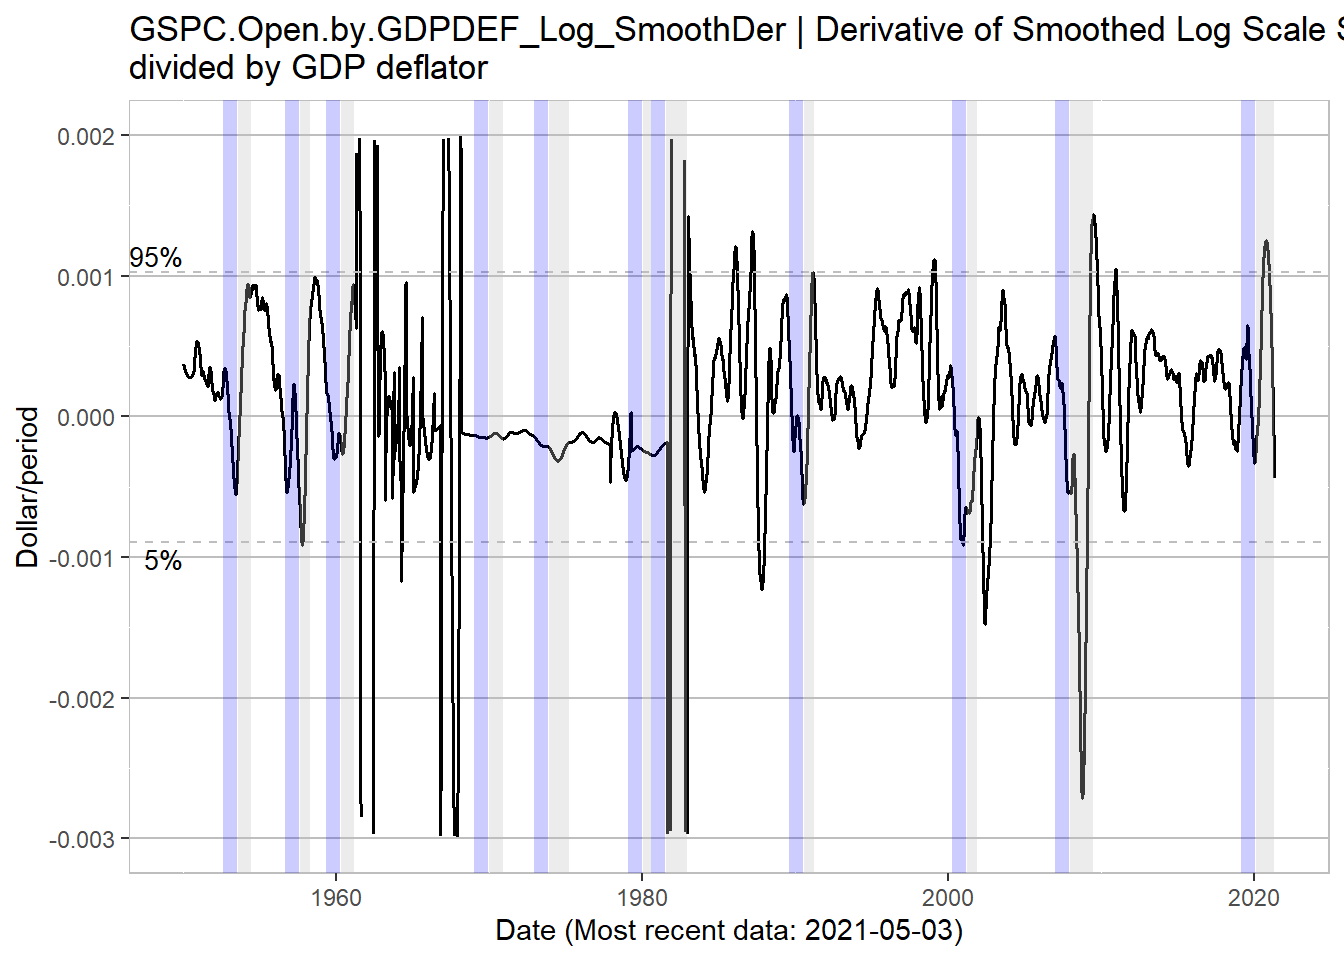 GSPC.Open.by.GDPDEF_Log_SmoothDer | Derivative of Smoothed Log Scale
divided by GDP deflator
0.002
95%
0.001
0.000
Dollar/period
-0.001
5%
-0.002
-0.003
1960 1980 2000 2020
Date (Most recent data: 2021-05-03)